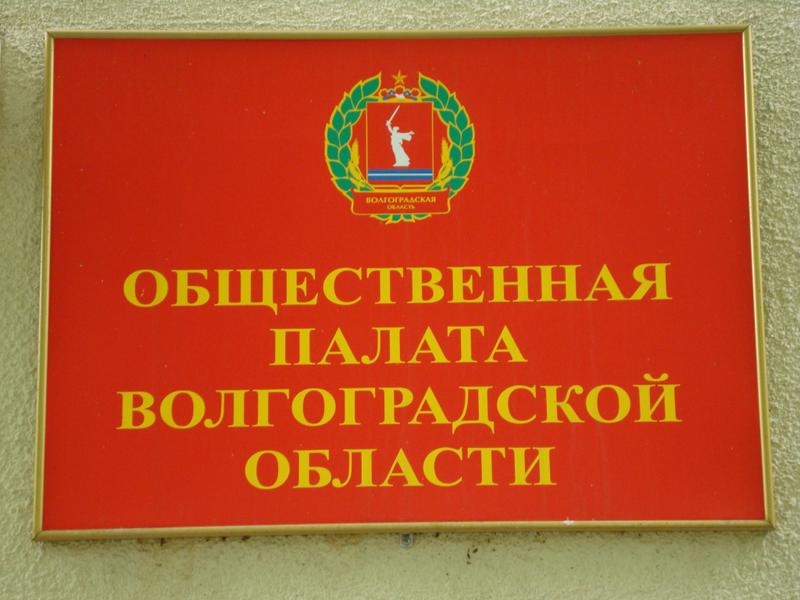 ВОЛГОГРАДСКАЯ
ОБЛАСТЬ
ОБЩЕСТВЕННАЯ
ПАЛАТА
ВОЛГОГРАДСКОЙ
ОБЛАСТИ